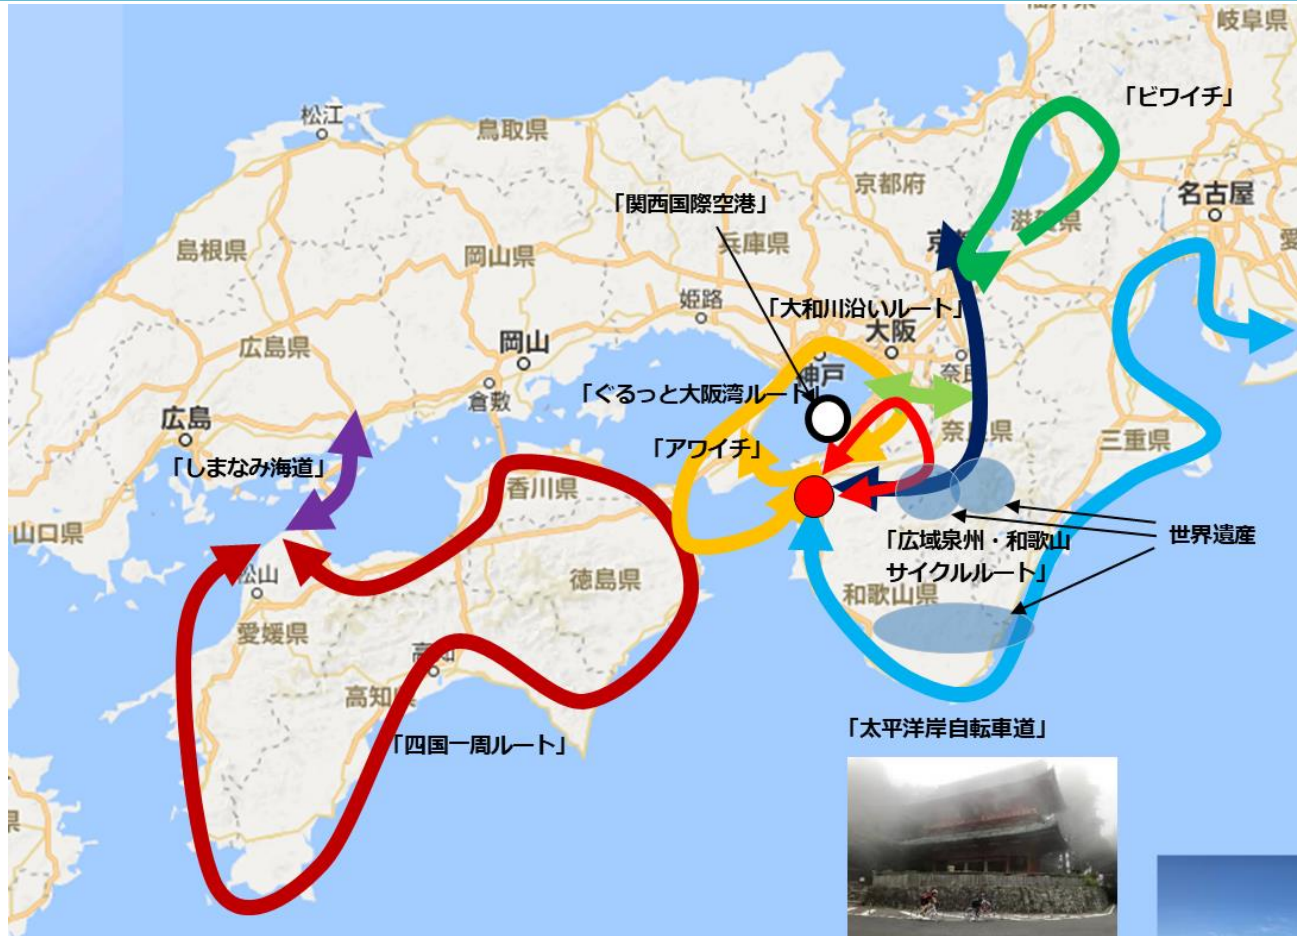 岐阜県
「ビワイチ」
松江
鳥取県
京都府
名古屋
「関西国際空港」
滋賀県
島根県
岡山県
兵庫県
姫路
「大和川沿いルート」
大阪
岡山
広島県
神戸
奈良
倉敷
「ぐるっと大阪湾ルート」
広島
奈良県
三重県
「アワイチ」
「しまなみ海道」
香川県
山口県
世界遺産
「広域泉州・和歌山
サイクルルート」
徳島県
松山
和歌山県
愛媛県
高知
高知県
「四国一周ルート」
「太平洋岸自転車道」